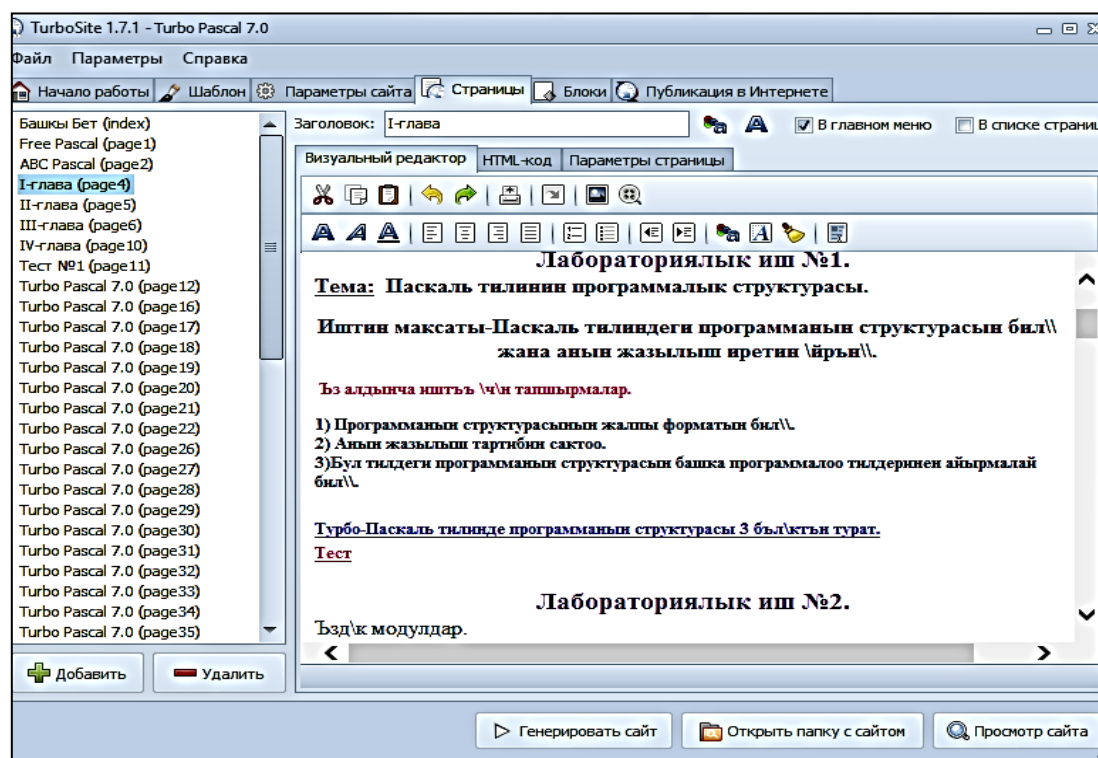 TurboSite 1.7.1 - Turbo Pascal 7.0
Файл Параметры Справка
Начало работы Шаблон Параметры сайта Страницы Блоки Публикация в Интернете
Башкы Бет (index)
Free Pascal (page1)
ABC Pascal (page2)
I-глава (page4)
II-глава (page5)
III-глава (page6)
IV-глава (page10)
Тест №1 (page11)
Turbo Pascal 7.0 (page12)
Turbo Pascal 7.0 (page16)
Turbo Pascal 7.0 (page17)
Turbo Pascal 7.0 (page18)
Turbo Pascal 7.0 (page19)
Turbo Pascal 7.0 (page20)
Turbo Pascal 7.0 (page21)
Turbo Pascal 7.0 (page22)
Turbo Pascal 7.0 (page26)
Turbo Pascal 7.0 (page27)
Turbo Pascal 7.0 (page28)
Turbo Pascal 7.0 (page29)
Turbo Pascal 7.0 (page30)
Turbo Pascal 7.0 (page31)
Turbo Pascal 7.0 (page32)
Turbo Pascal 7.0 (page33)
Turbo Pascal 7.0 (page34)
Turbo Pascal 7.0 (page35)
Добавить Удалить
Заголовок: I-глава В главном меню В списке страниц
Визуальный редактор HTML-код Параметры страницы
Лабораториялык иш №1.
Тема: Паскаль тилинин программалык структурасы.
Иштин максаты-Паскаль тилиндеги программанын структурасын бил\\
жана анын жазылыш иретин \йрън\\.
Ъз алдынча иштъъ \ч\н тапшырмалар.
1) Программанын структурасынын жалпы форматын бил\\.
2) Анын жазылыш тартибин сактоо.
3)Бул тилдеги программанын структурасын башка программалоо тилдеринен айырмалай
бил\\.
Турбо-Паскаль тилинде программанын структурасы 3 бъл\ктън турат.
Тест
Лабораториялык иш №2.
Ъзд\к модулдар.
Генерировать сайт Открыть папку с сайтом Просмотр сайта